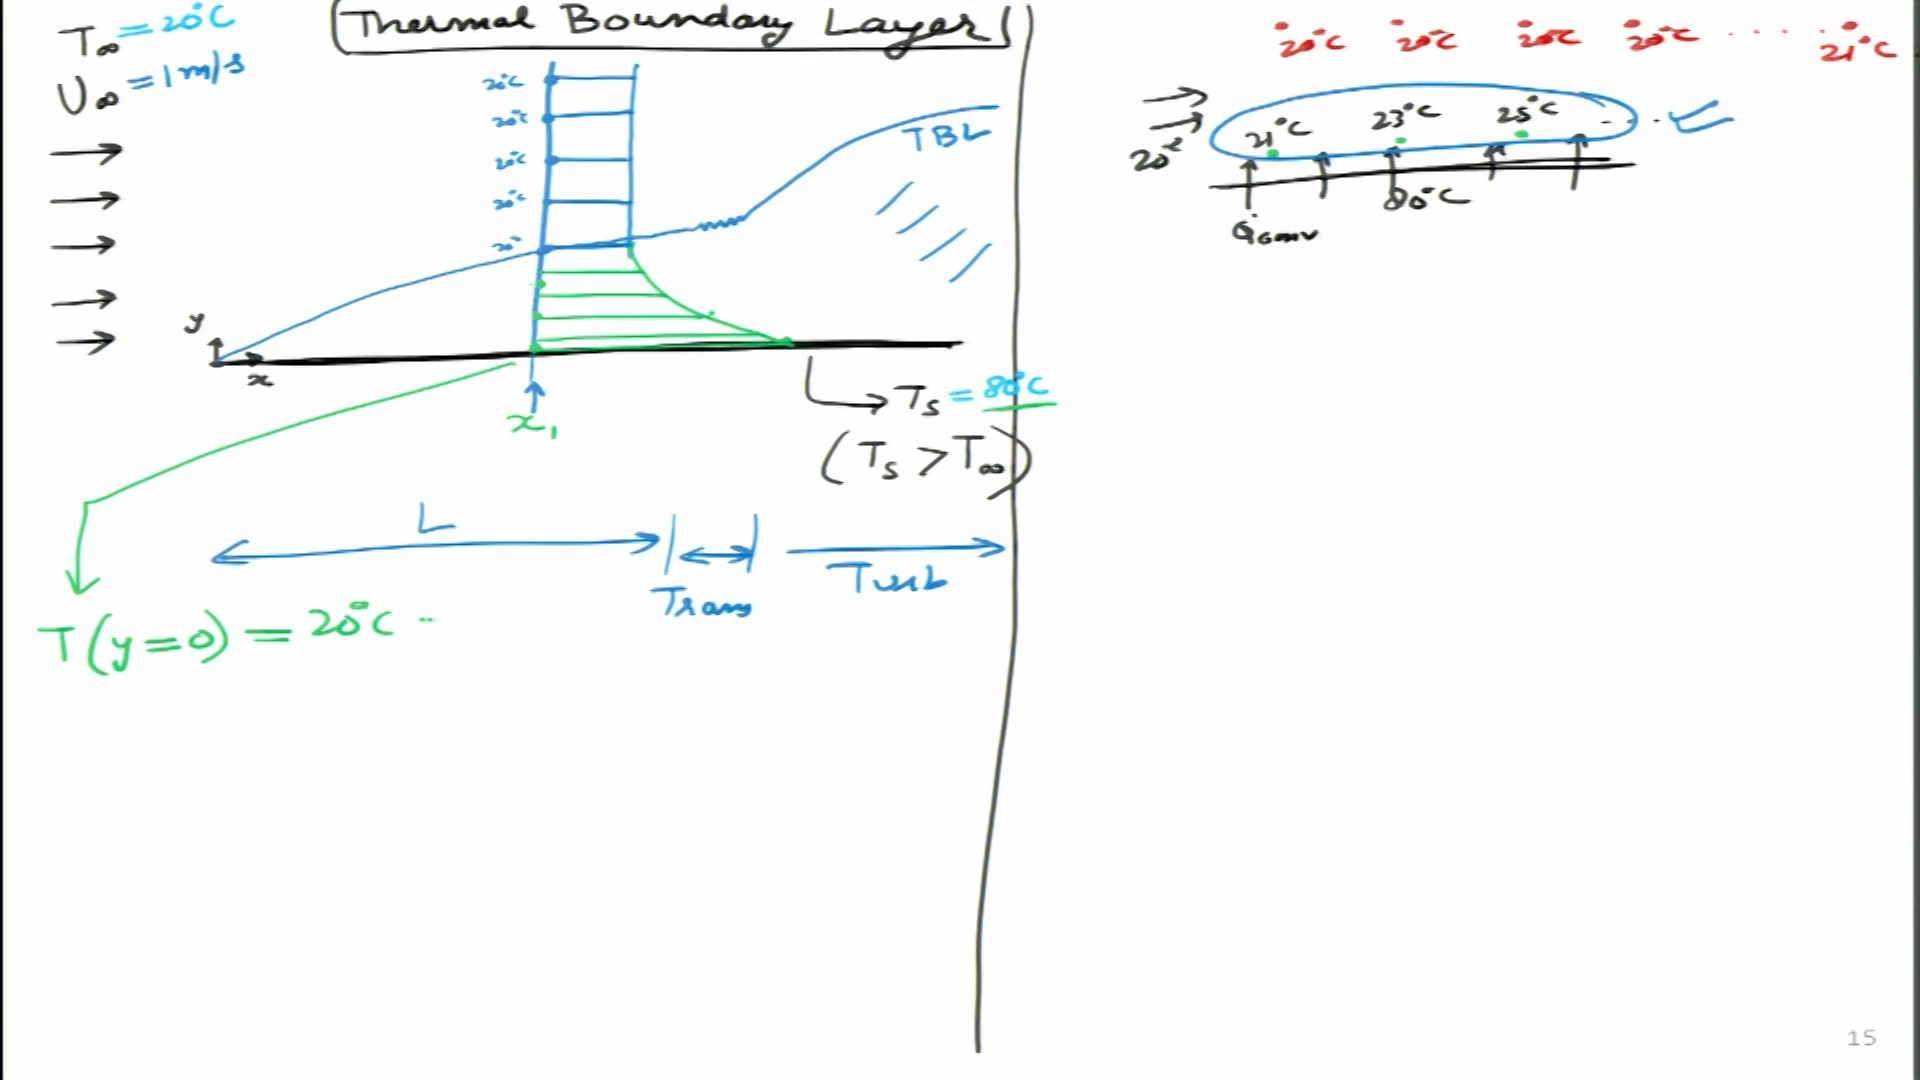 Thermal Boundary Layer
T∞ = 20°C
U∞ = 1 m/s
20°C
20°C
20°C
20°C
20°
TBL
y
x
x₁
Ts = 80°C
(Ts > T∞)
L
Trans
Turb
T(y=0) = 20°C
20°C 20°C 20°C 20°C ..... 21°C
21°C 23°C 25°C ...
20°C
80°C
Q̇conv
15